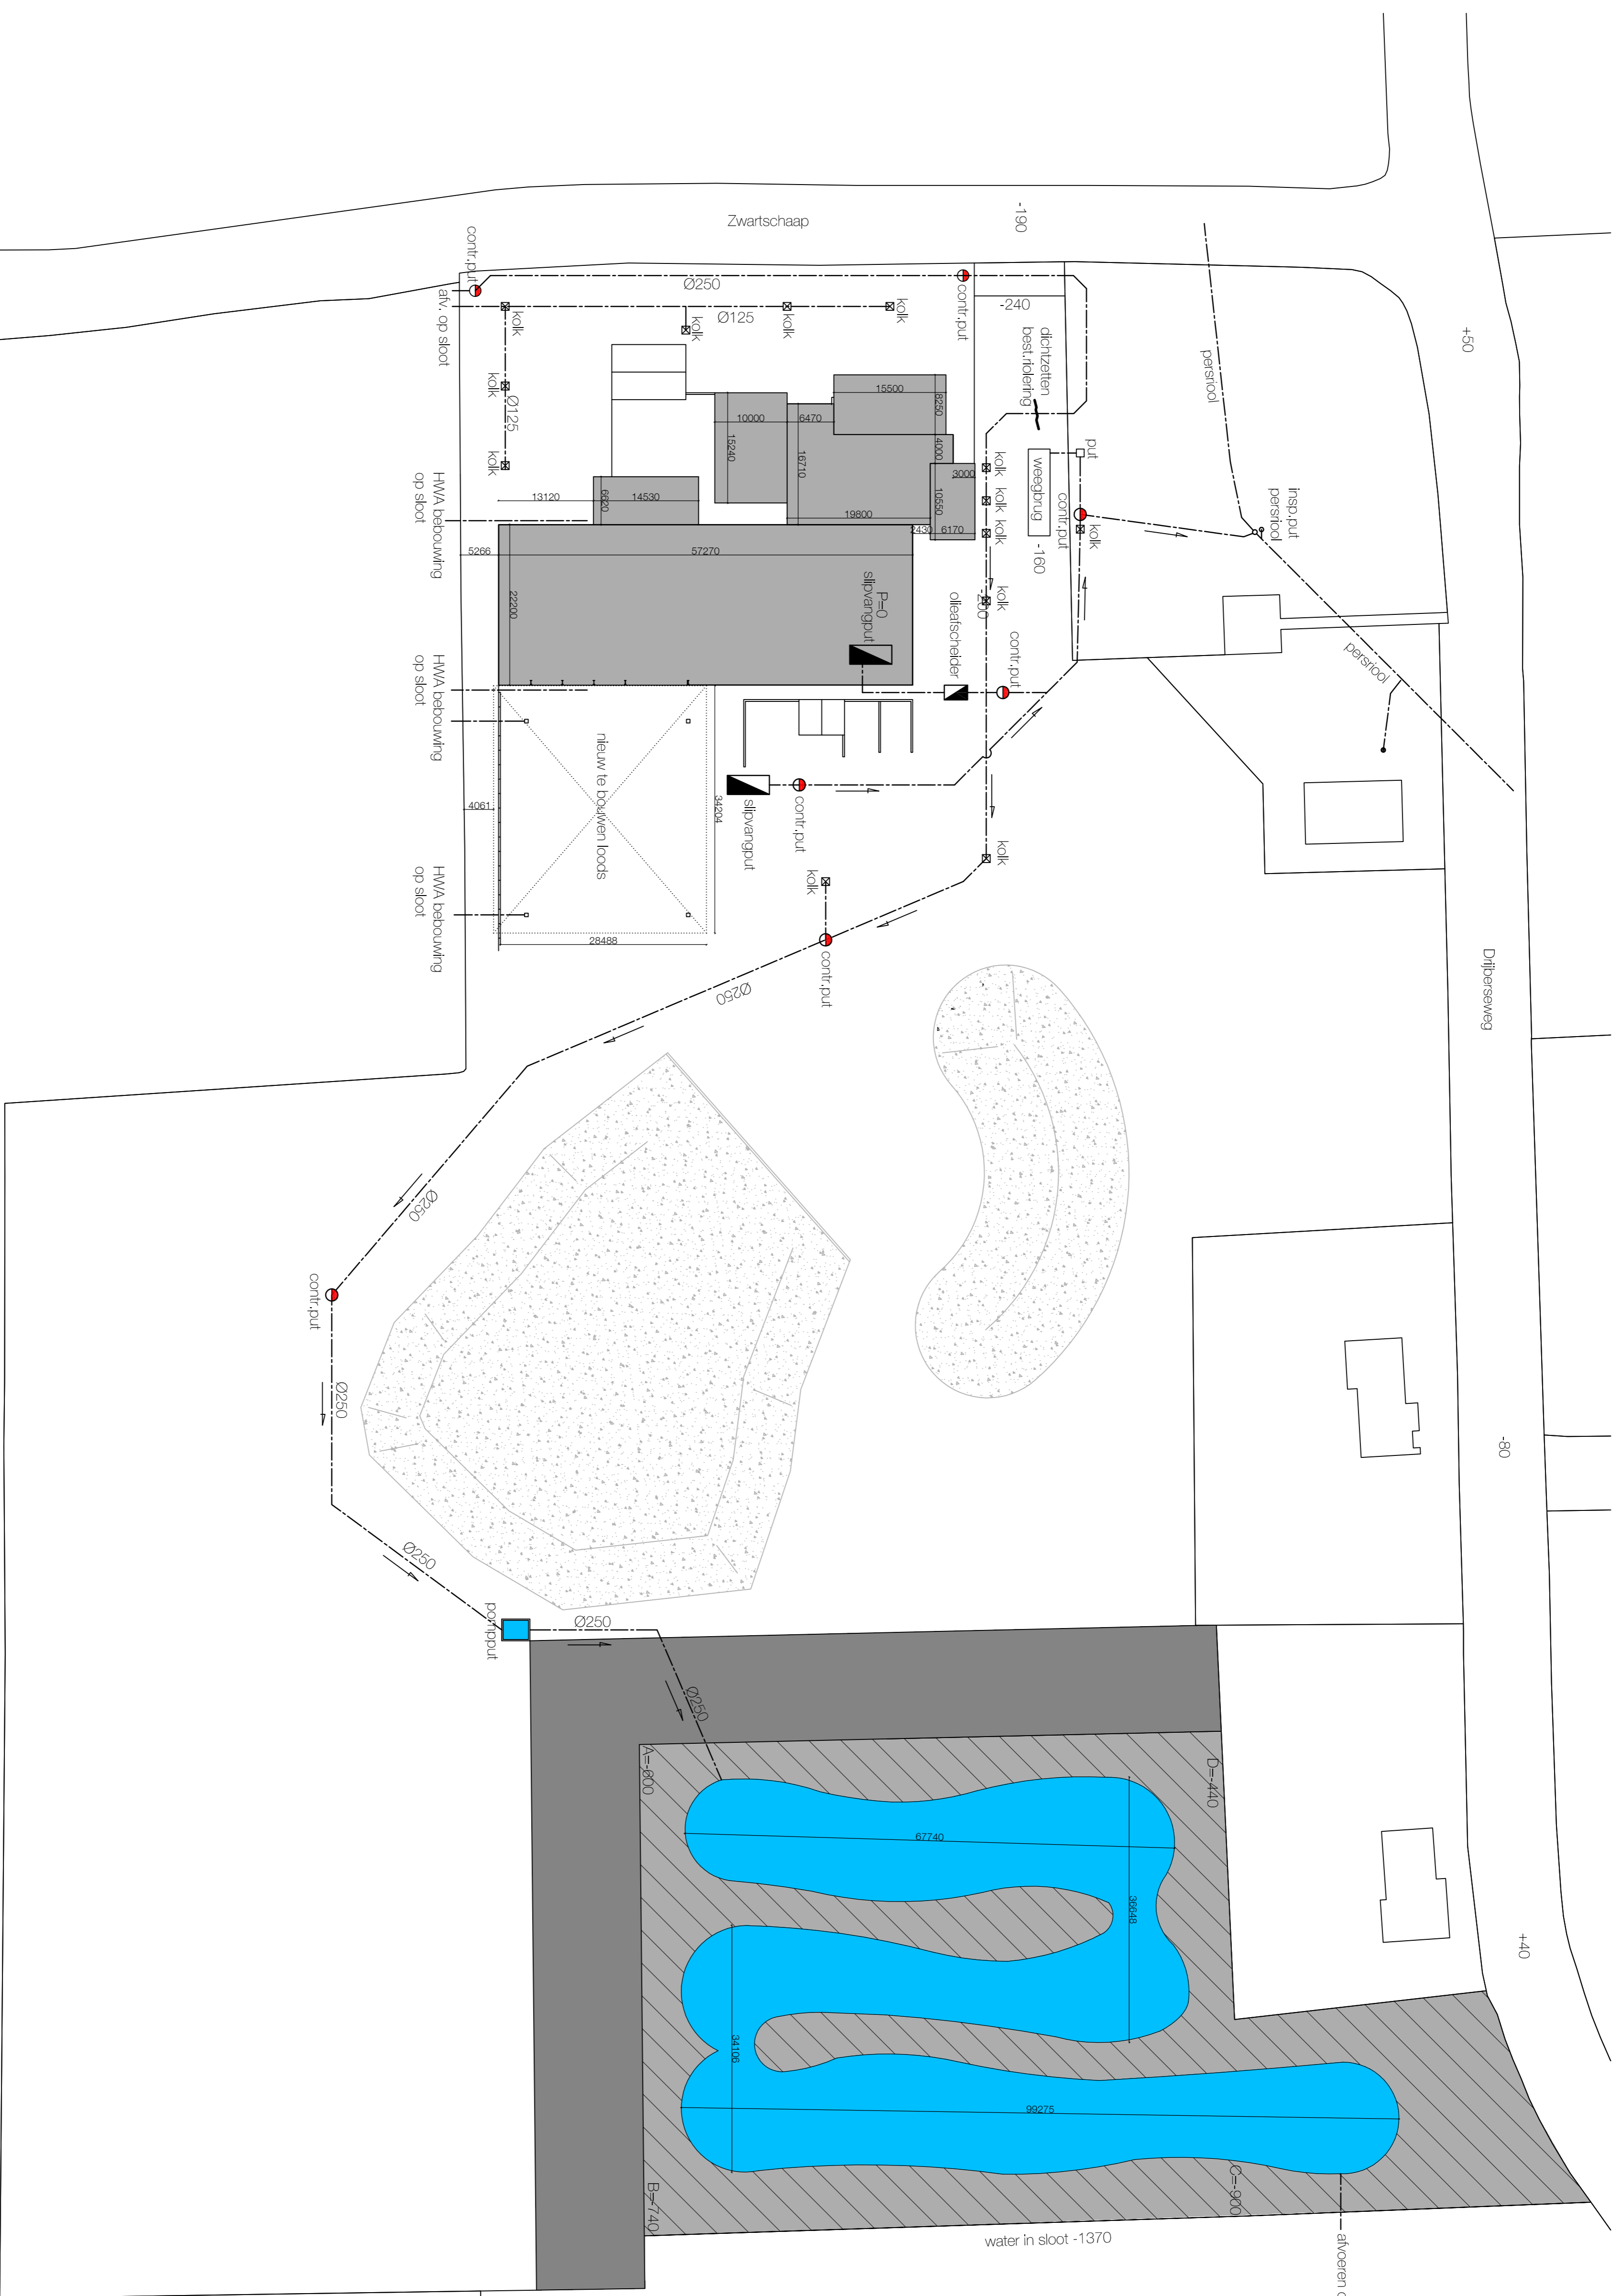 Zwartschaap
-190
contr.put
afv. op sloot
Ø250
contr.put
-240
kolk
kolk
Ø125
kolk
kolk
dichtzetten
best.riolering
persriool
+50
kolk
Ø125
kolk
15500
8250
10000
6470
15240
16710
4000
3000
10550
kolk
kolk
kolk
weegbrug
put
contr.put
kolk
insp.put
persriool
HWA bebouwing
op sloot
13120
6620
14530
19800
2430
6170
-160
5266
57270
22200
P=0
slipvangput
olieafscheider
-200
kolk
contr.put
persriool
HWA bebouwing
op sloot
nieuw te bouwen loods
34204
4061
28488
slipvangput
contr.put
kolk
kolk
contr.put
HWA bebouwing
op sloot
Ø250
Drijberseweg
Ø250
contr.put
Ø250
-80
Ø250
pompput
Ø250
Ø250
A=-600
D=-440
67740
36648
+40
34106
99275
B=-740
C=-900
water in sloot -1370